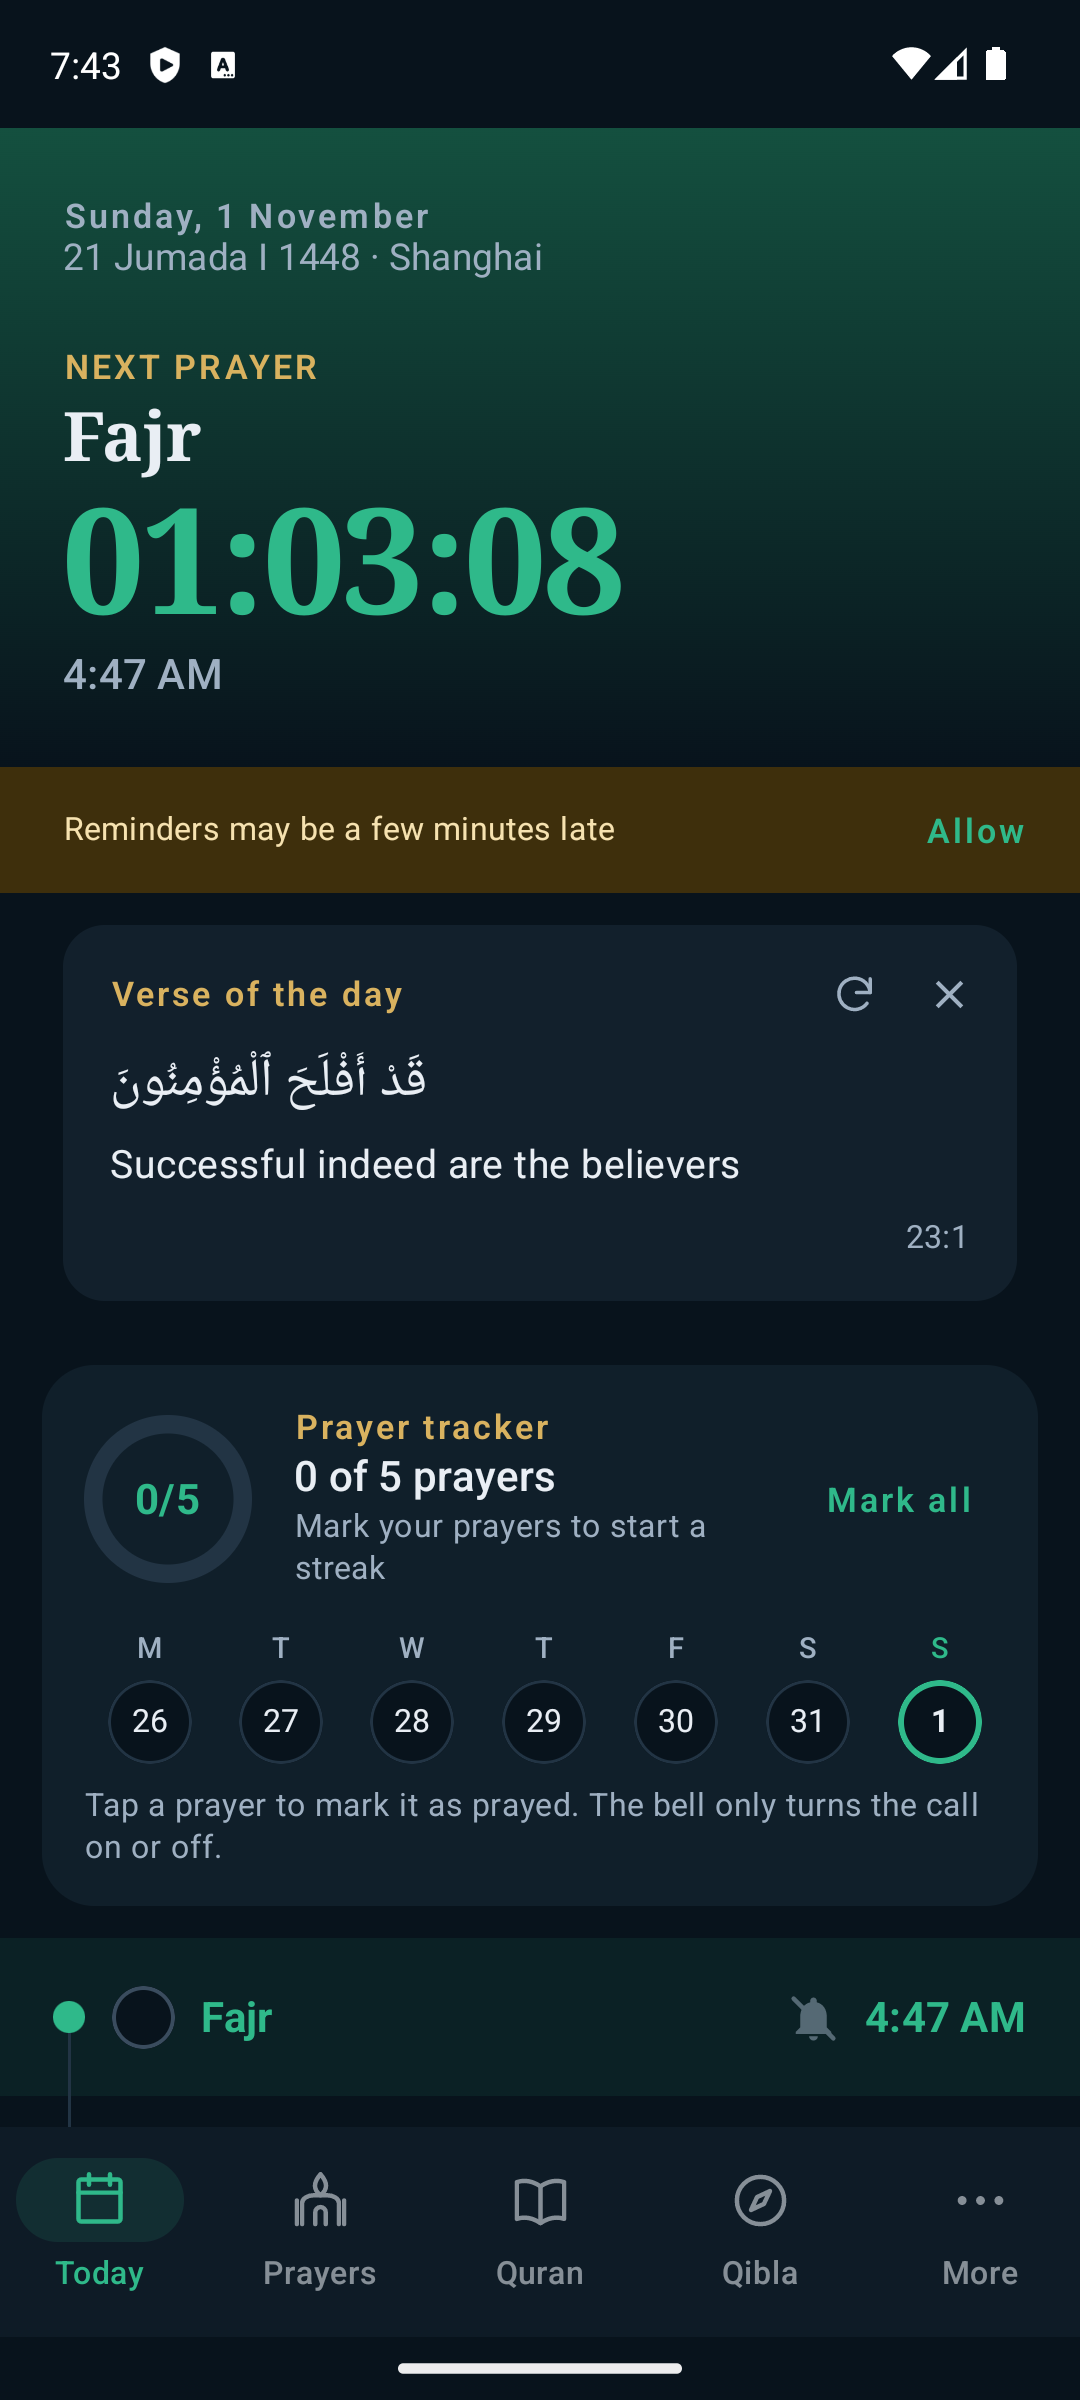 7:43
Sunday, 1 November
21 Jumada I 1448 · Shanghai
NEXT PRAYER
Fajr
01:03:08
4:47 AM
Reminders may be a few minutes late
Allow
Verse of the day
قَدْ أَفْلَحَ ٱلْمُؤْمِنُونَ
Successful indeed are the believers
23:1
Prayer tracker
0/5
0 of 5 prayers
Mark your prayers to start a
streak
Mark all
M T W T F S S
26 27 28 29 30 31 1
Tap a prayer to mark it as prayed. The bell only turns the call
on or off.
Fajr
4:47 AM
Today Prayers Quran Qibla More